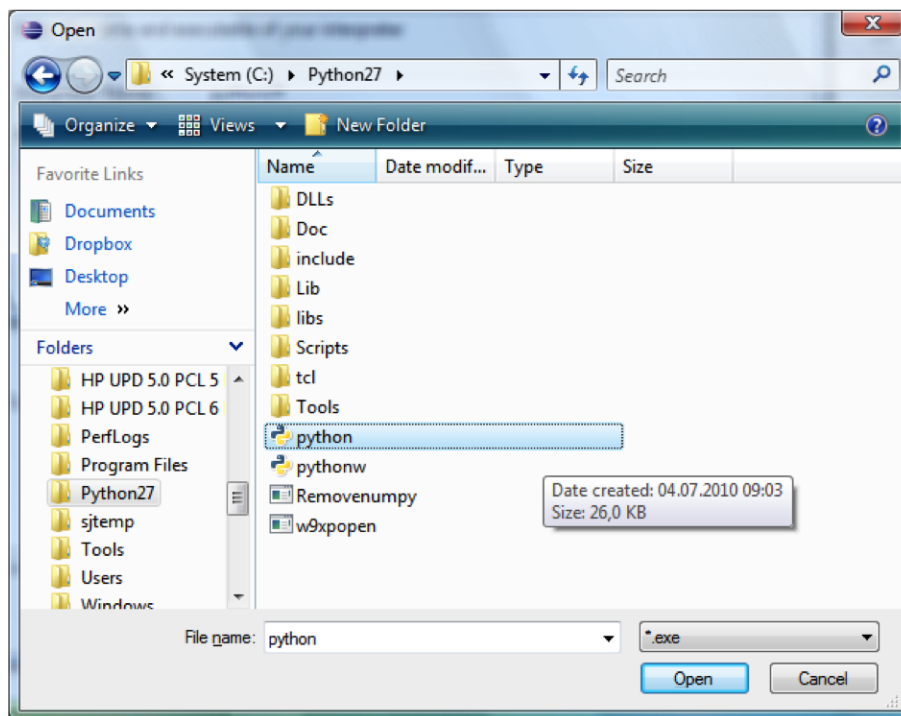 Open
« System (C:) ▸ Python27 ▸
Search
Organize Views New Folder
Favorite Links
Documents
Dropbox
Desktop
More »
Folders
HP UPD 5.0 PCL 5
HP UPD 5.0 PCL 6
PerfLogs
Program Files
Python27
sjtemp
Tools
Users
Windows
Name Date modif... Type Size
DLLs
Doc
include
Lib
libs
Scripts
tcl
Tools
python
pythonw
Removenumpy
w9xpopen
Date created: 04.07.2010 09:03
Size: 26,0 KB
File name: python
*.exe
Open Cancel